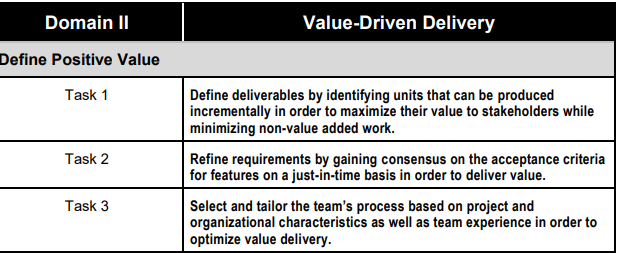 Domain II
Value-Driven Delivery
Define Positive Value
Task 1
Define deliverables by identifying units that can be produced
incrementally in order to maximize their value to stakeholders while
minimizing non-value added work.
Task 2
Refine requirements by gaining consensus on the acceptance criteria
for features on a just-in-time basis in order to deliver value.
Task 3
Select and tailor the team's process based on project and
organizational characteristics as well as team experience in order to
optimize value delivery.